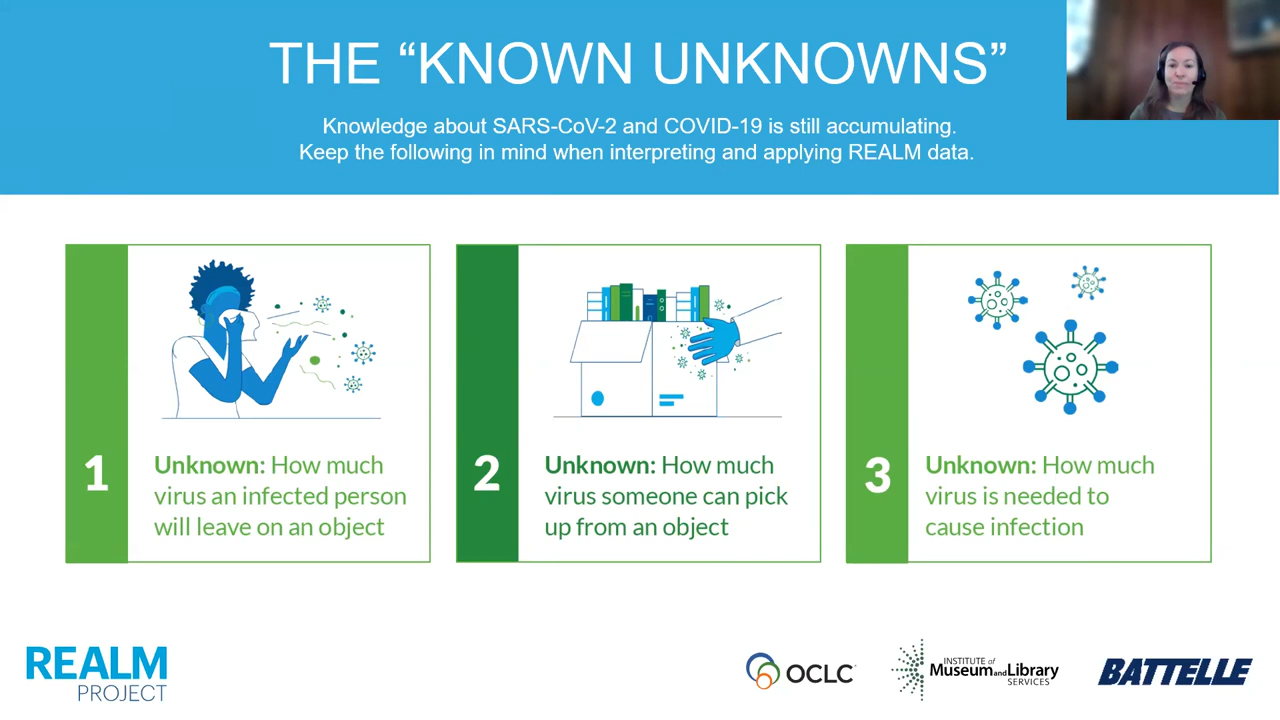 THE “KNOWN UNKNOWNS”
Knowledge about SARS-CoV-2 and COVID-19 is still accumulating.
Keep the following in mind when interpreting and applying REALM data.
1
Unknown: How much
virus an infected person
will leave on an object
2
Unknown: How much
virus someone can pick
up from an object
3
Unknown: How much
virus is needed to
cause infection
REALM
PROJECT
OCLC
INSTITUTE of
Museum and Library
SERVICES
BATTELLE